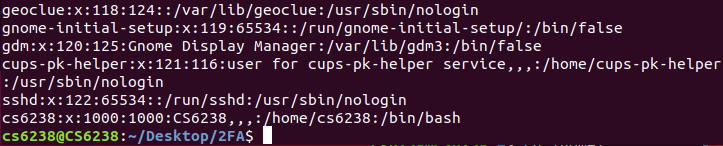 geoclue:x:118:124::/var/lib/geoclue:/usr/sbin/nologin
gnome-initial-setup:x:119:65534::/run/gnome-initial-setup/:/bin/false
gdm:x:120:125:Gnome Display Manager:/var/lib/gdm3:/bin/false
cups-pk-helper:x:121:116:user for cups-pk-helper service,,,:/home/cups-pk-helper
:/usr/sbin/nologin
sshd:x:122:65534::/run/sshd:/usr/sbin/nologin
cs6238:x:1000:1000:CS6238,,,:/home/cs6238:/bin/bash
cs6238@CS6238:~/Desktop/2FA$